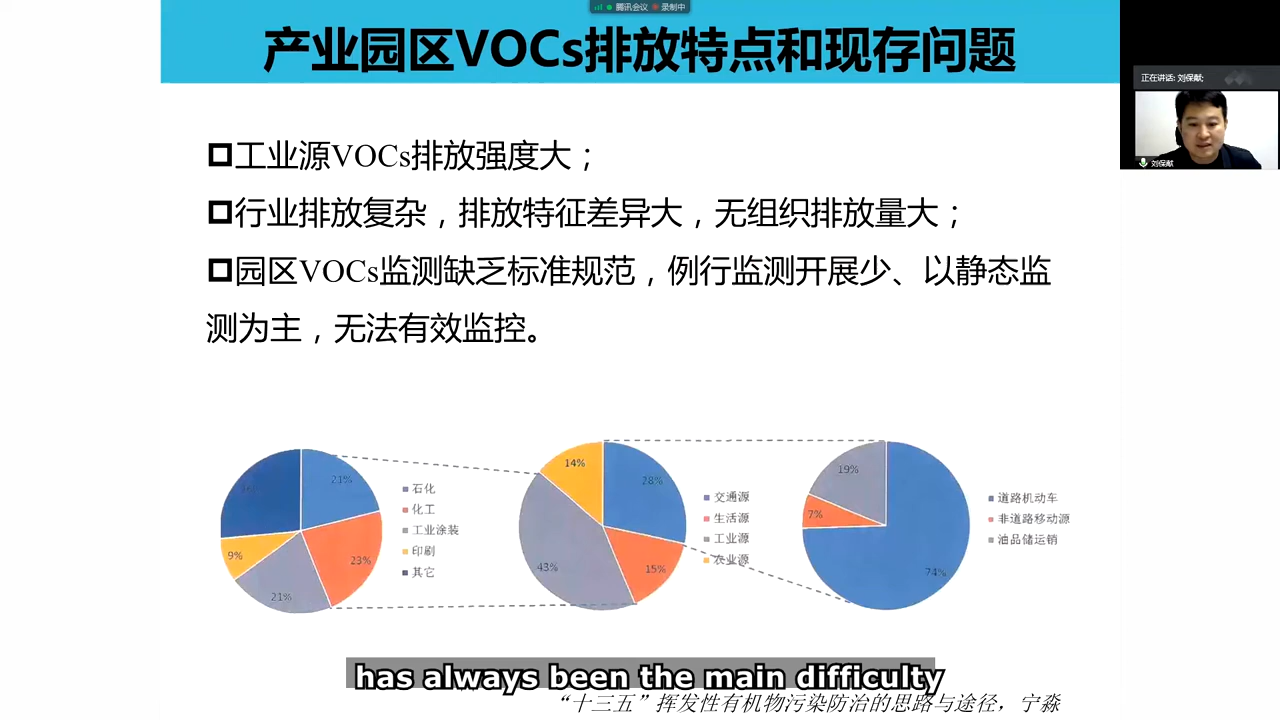 腾讯会议 录制中
产业园区VOCs排放特点和现存问题
正在讲话: 刘保献;
刘保献
工业源VOCs排放强度大；
行业排放复杂，排放特征差异大，无组织排放量大；
园区VOCs监测缺乏标准规范，例行监测开展少、以静态监
测为主，无法有效监控。
21%
23%
21%
9%
石化
化工
工业涂装
印刷
其它
28%
15%
43%
14%
交通源
生活源
工业源
农业源
74%
7%
19%
道路机动车
非道路移动源
油品储运销
has always been the main difficulty
“十三五”挥发性有机物污染防治的思路与途径，宁淼